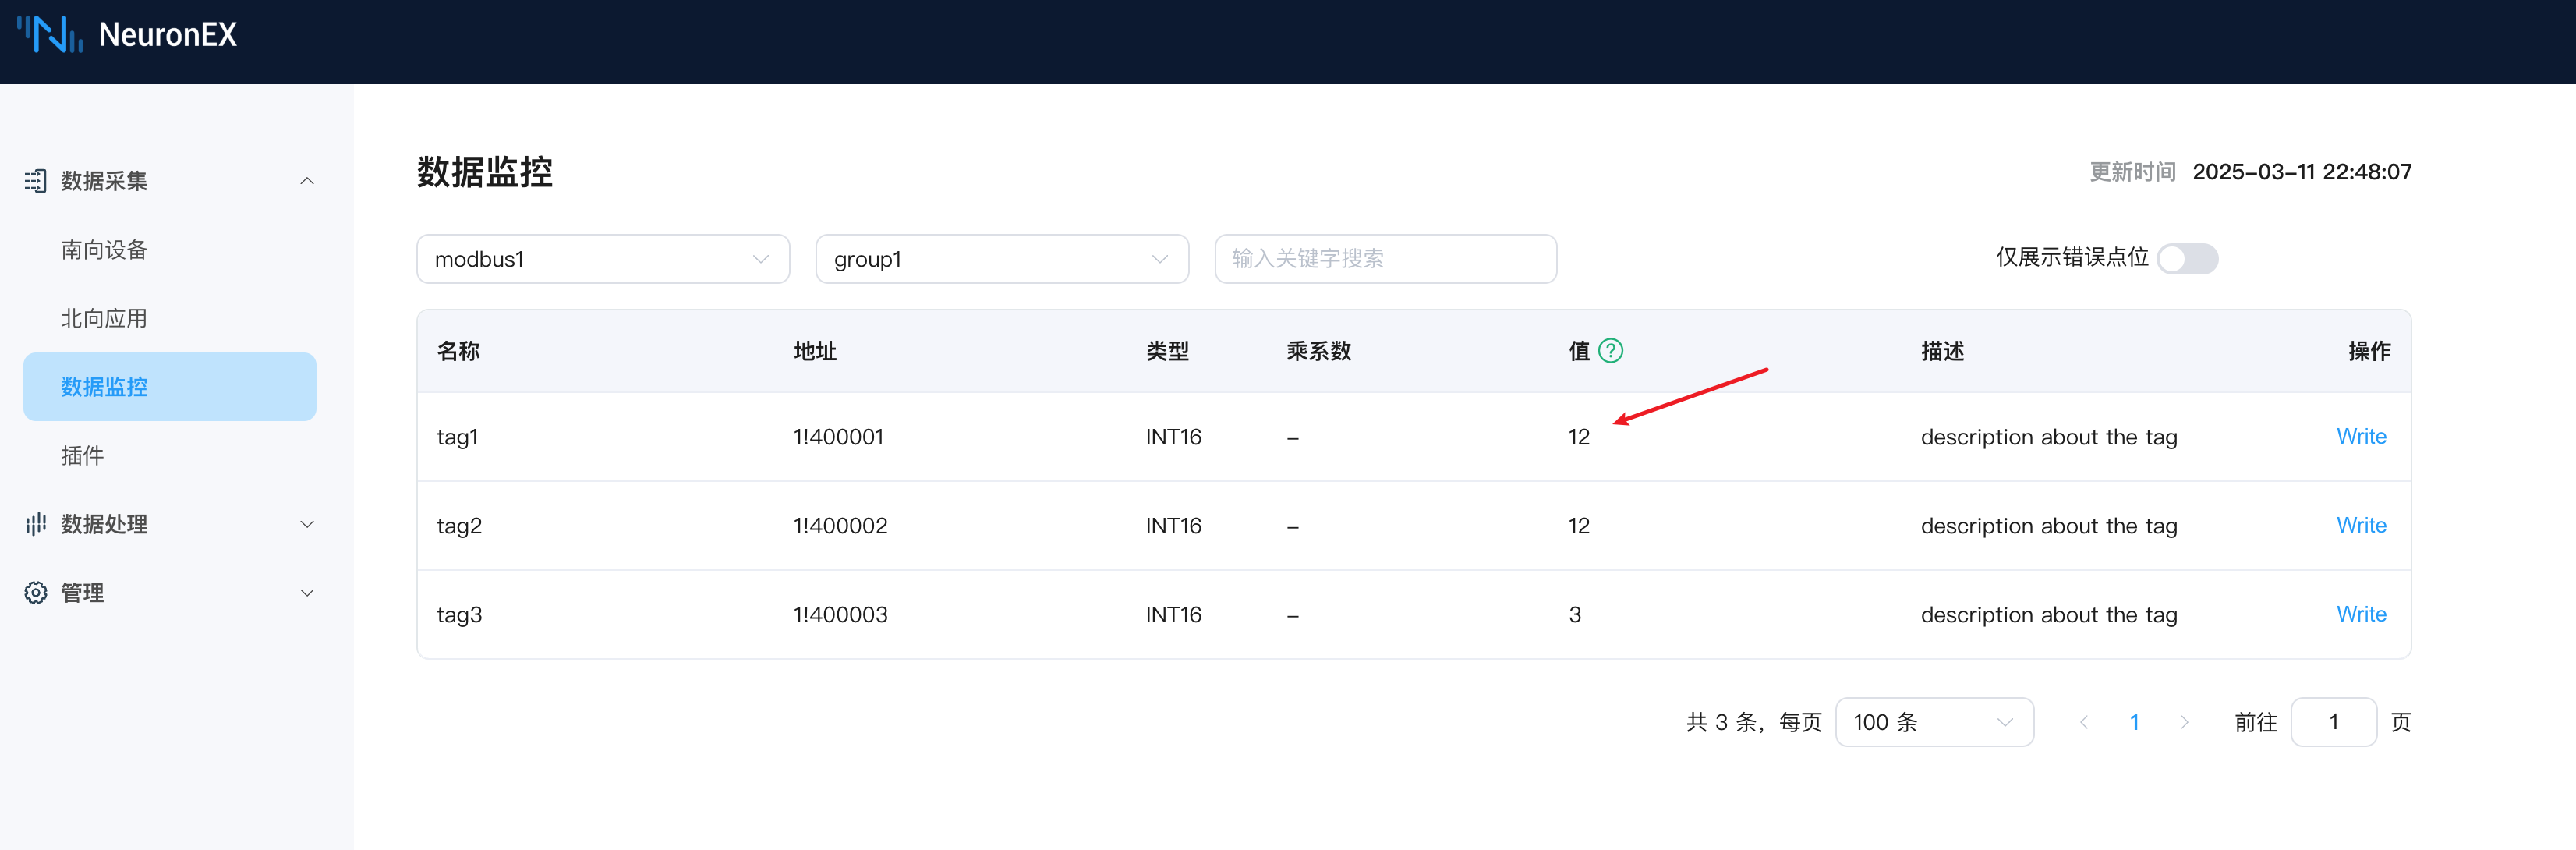 NeuronEX
数据采集
南向设备
北向应用
数据监控
插件
数据处理
管理
数据监控
更新时间 2025-03-11 22:48:07
modbus1 group1 输入关键字搜索 仅展示错误点位
名称 地址 类型 乘系数 值 ? 描述 操作
tag1 1!400001 INT16 – 12 description about the tag Write
tag2 1!400002 INT16 – 12 description about the tag Write
tag3 1!400003 INT16 – 3 description about the tag Write
共 3 条，每页 100 条 1 前往 1 页